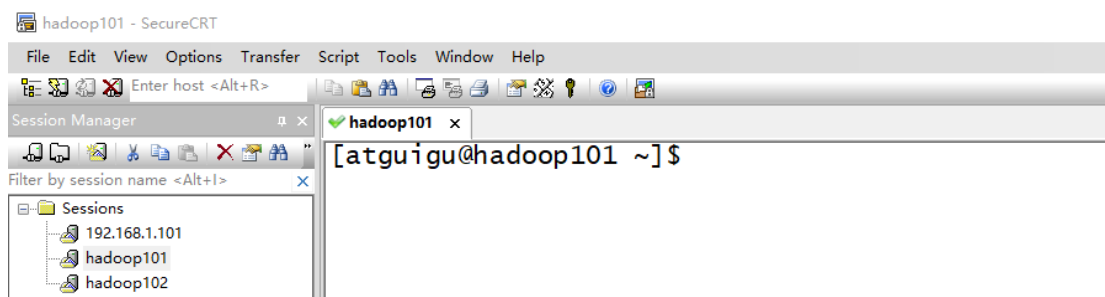 hadoop101 - SecureCRT
File Edit View Options Transfer Script Tools Window Help
Enter host <Alt+R>
Session Manager
hadoop101 x
[atguigu@hadoop101 ~]$
Filter by session name <Alt+I>
Sessions
192.168.1.101
hadoop101
hadoop102